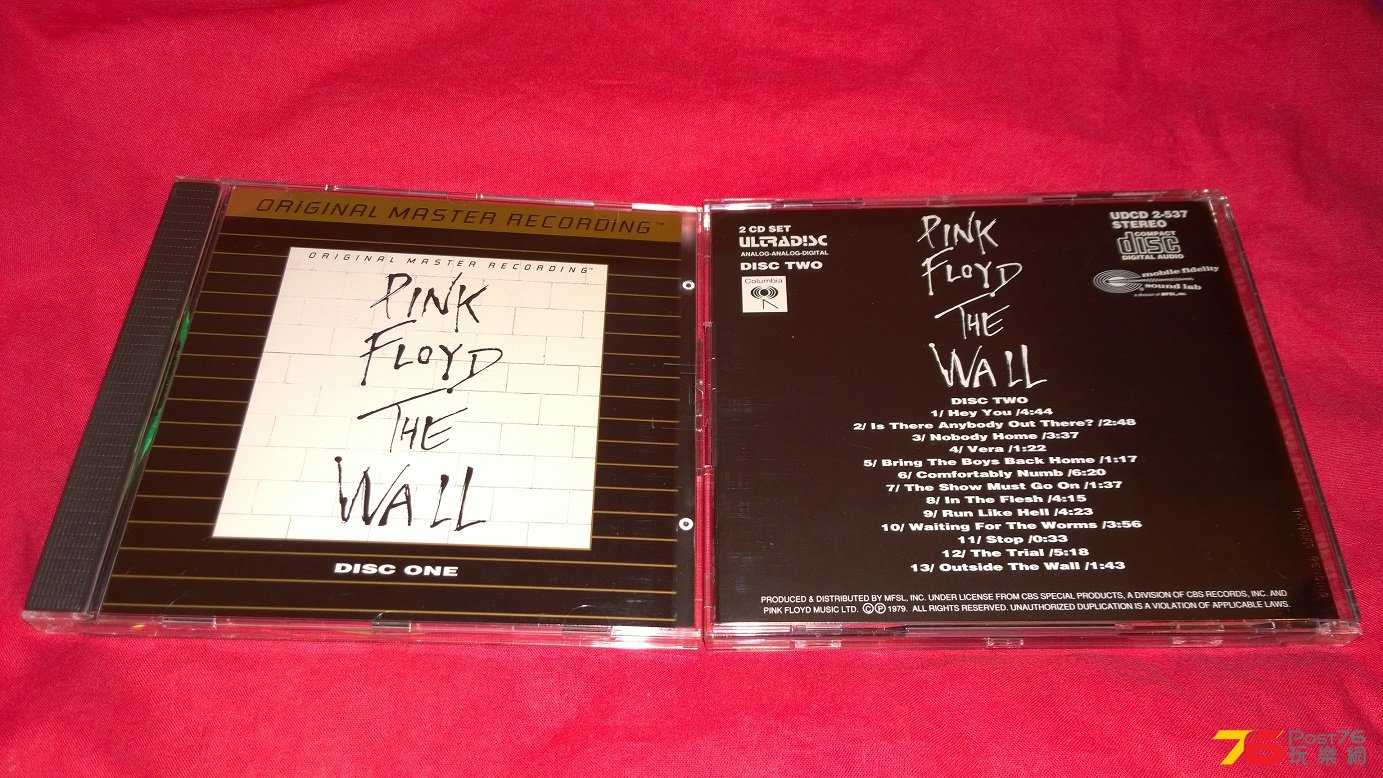 ORIGINAL MASTER RECORDING™
ORIGINAL MASTER RECORDING™
PINK
FLOYD
THE
WALL
DISC ONE
2 CD SET
ULTRADISC
ANALOG-ANALOG-DIGITAL
DISC TWO
Columbia
PINK
FLOYD
THE
WALL
UDCD 2-537
STEREO
COMPACT
disc
DIGITAL AUDIO
mobile fidelity
sound lab
a division of MFSL, inc.
DISC TWO
1/ Hey You /4:44
2/ Is There Anybody Out There? /2:48
3/ Nobody Home /3:37
4/ Vera /1:22
5/ Bring The Boys Back Home /1:17
6/ Comfortably Numb /6:20
7/ The Show Must Go On /1:37
8/ In The Flesh /4:15
9/ Run Like Hell /4:23
10/ Waiting For The Worms /3:56
11/ Stop /0:33
12/ The Trial /5:18
13/ Outside The Wall /1:43
PRODUCED & DISTRIBUTED BY MFSL, INC. UNDER LICENSE FROM CBS SPECIAL PRODUCTS, A DIVISION OF CBS RECORDS, INC. AND
PINK FLOYD MUSIC LTD. ©℗ 1979. ALL RIGHTS RESERVED. UNAUTHORIZED DUPLICATION IS A VIOLATION OF APPLICABLE LAWS.
76 POST76
玩樂網